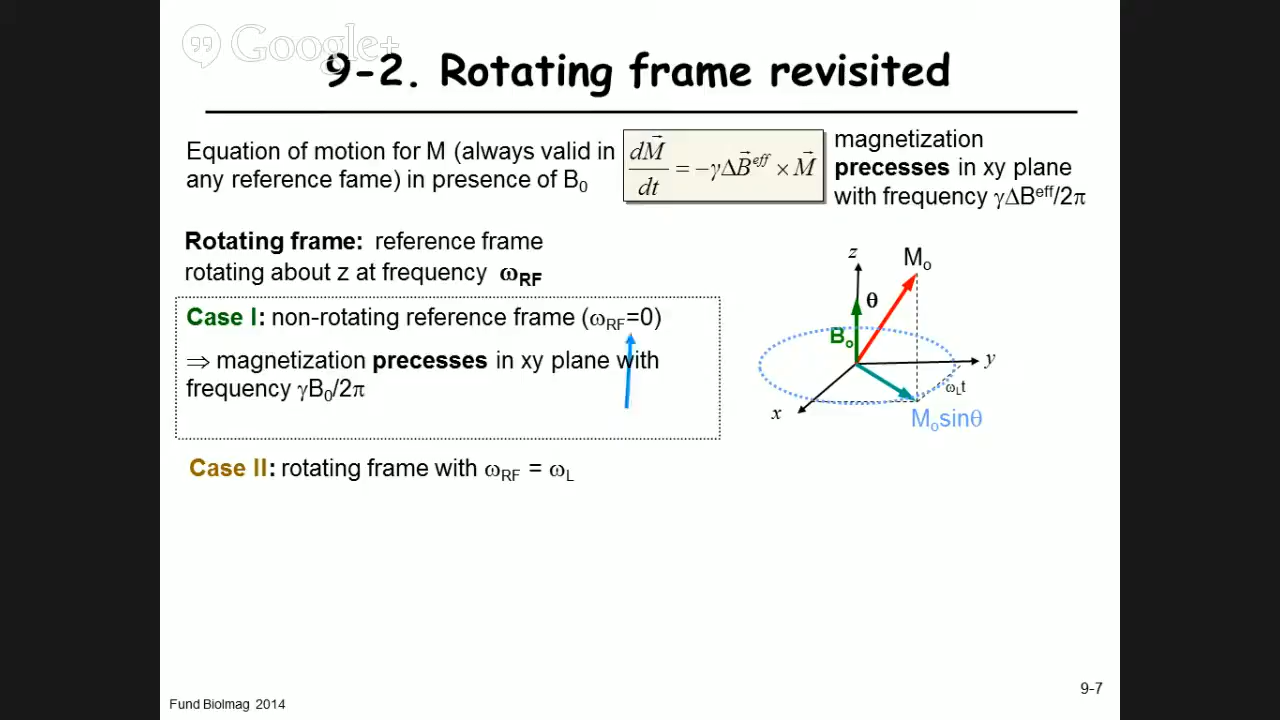 Google+
9-2. Rotating frame revisited
Equation of motion for M (always valid in
any reference fame) in presence of B₀
dM⃗/dt = −γΔB⃗ᵉᶠᶠ × M⃗
magnetization
precesses in xy plane
with frequency γΔBᵉᶠᶠ/2π
Rotating frame: reference frame
rotating about z at frequency ωRF
Case I: non-rotating reference frame (ωRF=0)
⇒ magnetization precesses in xy plane with
frequency γB₀/2π
z
Mo
θ
Bo
y
ωLt
x
Mosinθ
Case II: rotating frame with ωRF = ωL
9-7
Fund BioImag 2014